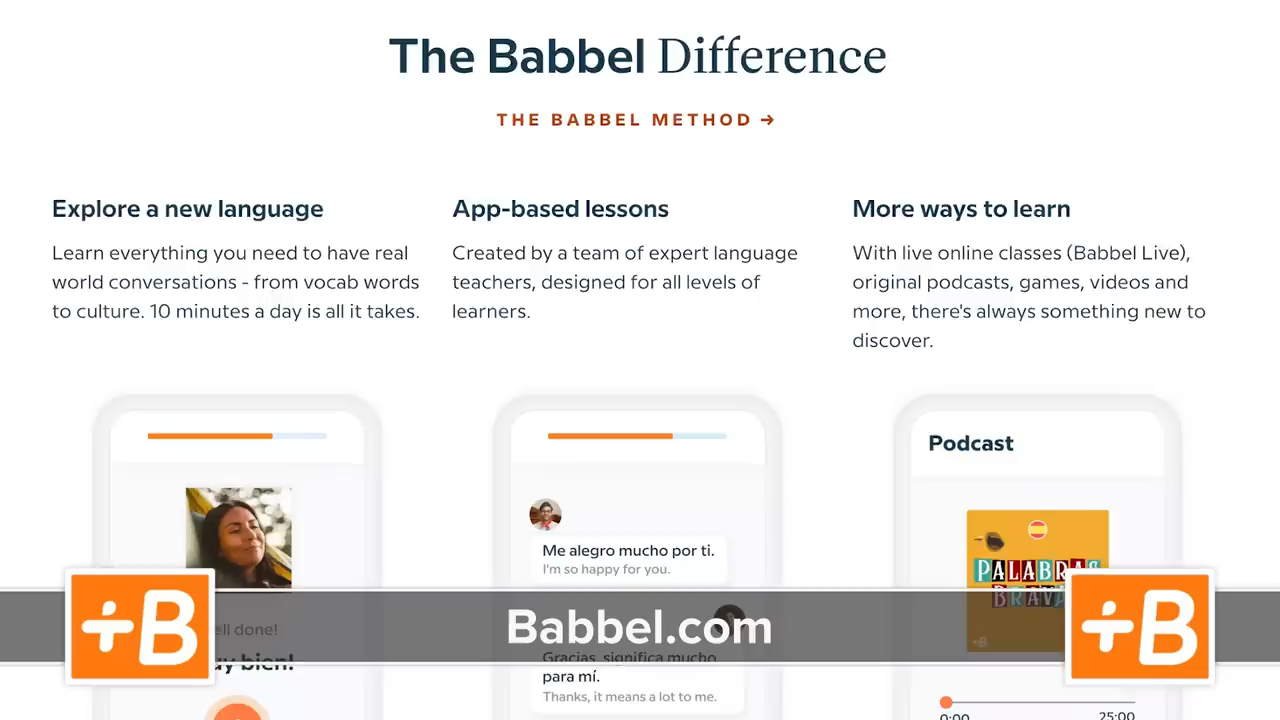 The Babbel Difference
THE BABBEL METHOD →
Explore a new language
Learn everything you need to have real
world conversations - from vocab words
to culture. 10 minutes a day is all it takes.
App-based lessons
Created by a team of expert language
teachers, designed for all levels of
learners.
More ways to learn
With live online classes (Babbel Live),
original podcasts, games, videos and
more, there's always something new to
discover.
Me alegro mucho por ti.
I'm so happy for you.
Gracias, significa mucho
para mí.
Thanks, it means a lot to me.
Podcast
PALABRAS
0:00
25:00
done!
bien!
+B
Babbel.com
+B